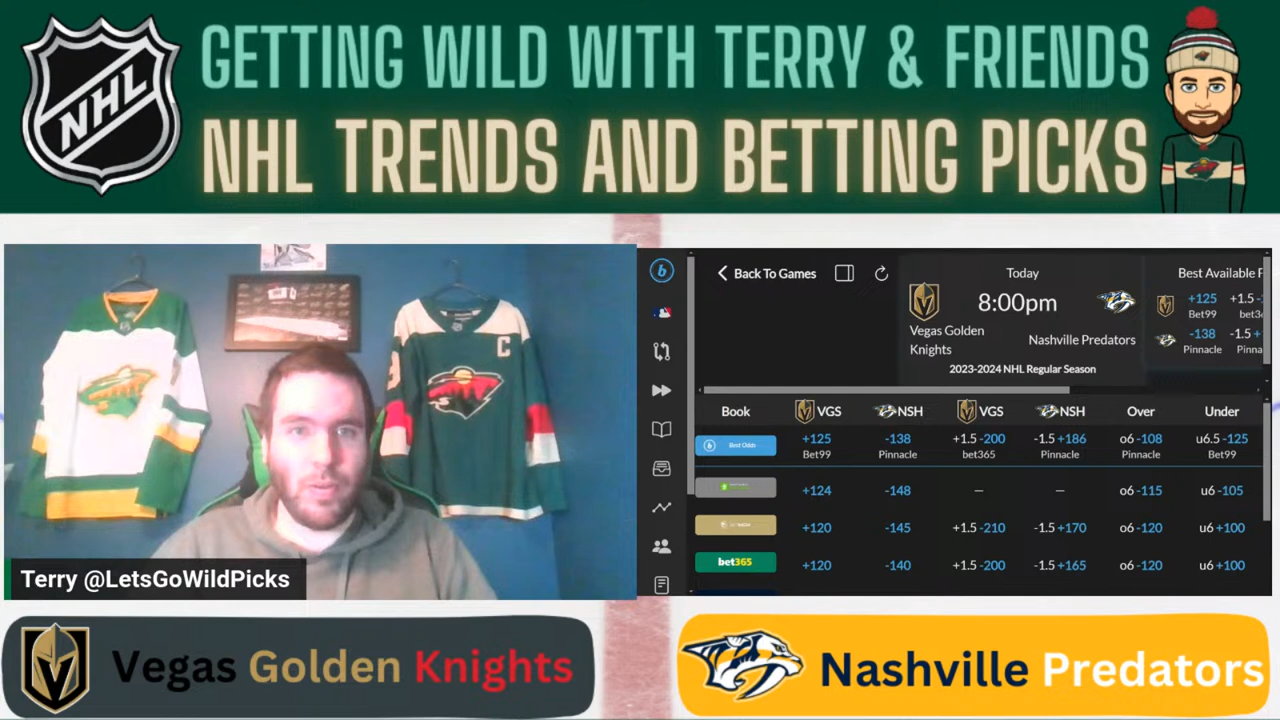 NHL
GETTING WILD WITH TERRY & FRIENDS
NHL TRENDS AND BETTING PICKS
C
Terry @LetsGoWildPicks
Back To Games
Today
8:00pm
Vegas Golden
Knights
Nashville Predators
2023-2024 NHL Regular Season
Best Available
+125 +1.5
Bet99
-138 -1.5
Pinnacle
Book VGS NSH VGS NSH Over Under
Best Odds +125 -138 +1.5 -200 -1.5 +186 o6 -108 u6.5 -125
Bet99 Pinnacle bet365 Pinnacle Pinnacle Bet99
+124 -148 — — o6 -115 u6 -105
+120 -145 +1.5 -210 -1.5 +170 o6 -120 u6 +100
bet365 +120 -140 +1.5 -200 -1.5 +165 o6 -120 u6 +100
Vegas Golden Knights
Nashville Predators